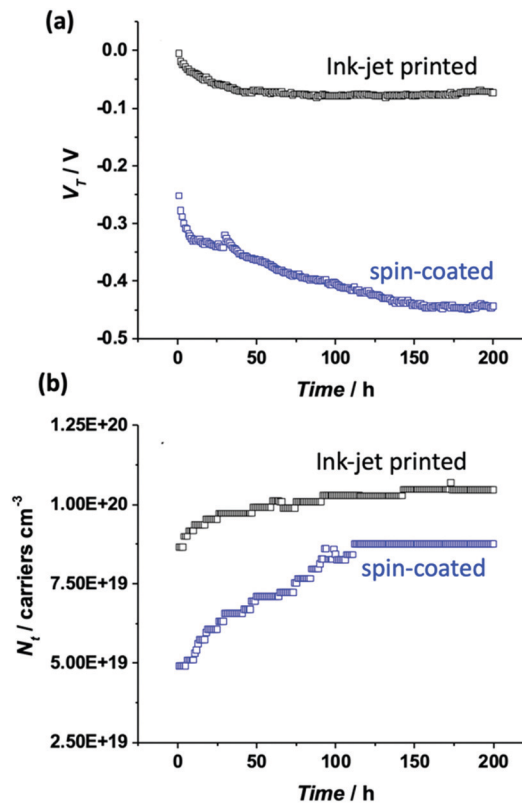 (a)
0.0
-0.1
-0.2
-0.3
-0.4
-0.5
V_T / V
Ink-jet printed
spin-coated
0 50 100 150 200
Time / h
(b)
1.25E+20
1.00E+20
7.50E+19
5.00E+19
2.50E+19
N_t / carriers cm⁻³
Ink-jet printed
spin-coated
0 50 100 150 200
Time / h